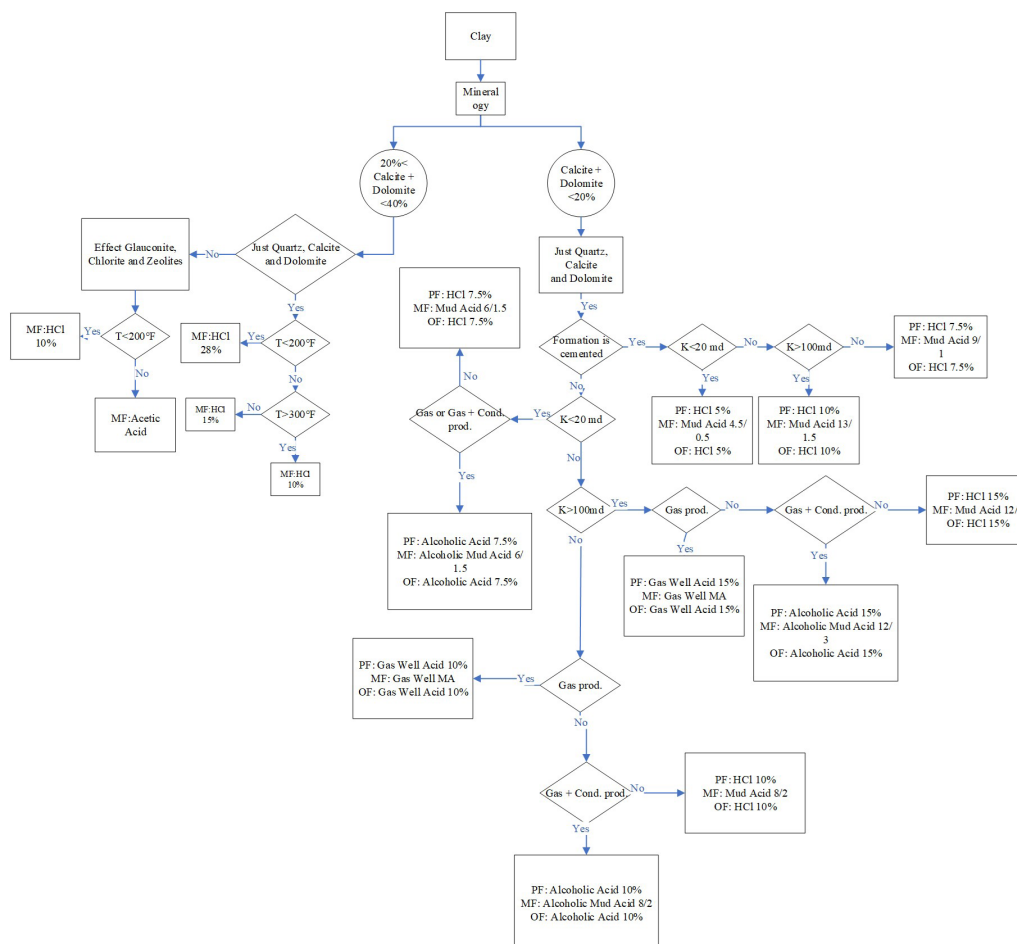 Clay
Mineral
ogy
20%<
Calcite +
Dolomite
<40%
Calcite +
Dolomite
<20%
Effect Glauconite,
Chlorite and Zeolites
No
Just Quartz, Calcite
and Dolomite
Just Quartz,
Calcite
and Dolomite
PF: HCl 7.5%
MF: Mud Acid 6/1.5
OF: HCl 7.5%
Yes
Yes
MF:HCl
10%
Yes
T<200°F
MF:HCl
28%
Yes
T<200°F
Formation is
cemented
Yes
K<20 md
No
K>100md
No
PF: HCl 7.5%
MF: Mud Acid 9/
1
OF: HCl 7.5%
No
No
No
No
Yes
Yes
MF:Acetic
Acid
MF:HCl
15%
No
T>300°F
Gas or Gas + Cond.
prod.
Yes
K<20 md
PF: HCl 5%
MF: Mud Acid 4.5/
0.5
OF: HCl 5%
PF: HCl 10%
MF: Mud Acid 13/
1.5
OF: HCl 10%
Yes
MF:HCl
10%
Yes
No
K>100md
Yes
Gas prod.
No
Gas + Cond. prod.
No
PF: HCl 15%
MF: Mud Acid 12/
OF: HCl 15%
PF: Alcoholic Acid 7.5%
MF: Alcoholic Mud Acid 6/
1.5
OF: Alcoholic Acid 7.5%
No
Yes
Yes
PF: Gas Well Acid 15%
MF: Gas Well MA
OF: Gas Well Acid 15%
PF: Alcoholic Acid 15%
MF: Alcoholic Mud Acid 12/
3
OF: Alcoholic Acid 15%
PF: Gas Well Acid 10%
MF: Gas Well MA
OF: Gas Well Acid 10%
Yes
Gas prod.
No
Gas + Cond. prod.
No
PF: HCl 10%
MF: Mud Acid 8/2
OF: HCl 10%
Yes
PF: Alcoholic Acid 10%
MF: Alcoholic Mud Acid 8/2
OF: Alcoholic Acid 10%